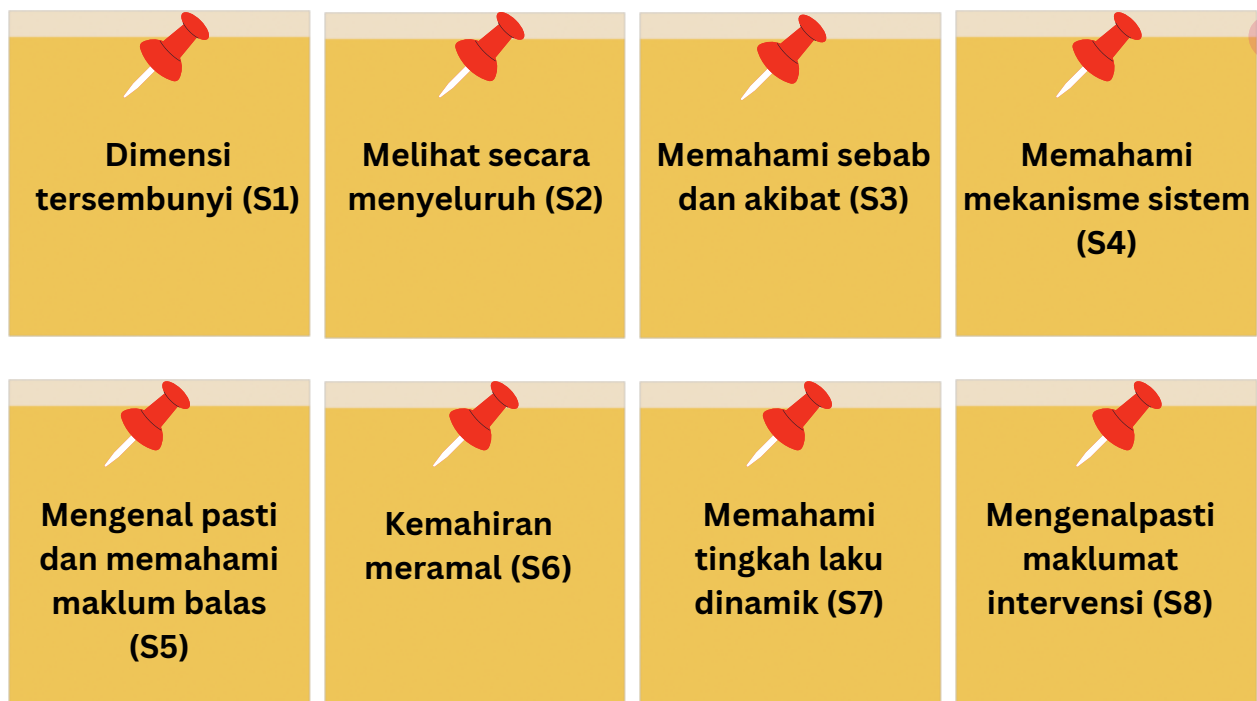 Dimensi
tersembunyi (S1)
Melihat secara
menyeluruh (S2)
Memahami sebab
dan akibat (S3)
Memahami
mekanisme sistem
(S4)
Mengenal pasti
dan memahami
maklum balas
(S5)
Kemahiran
meramal (S6)
Memahami
tingkah laku
dinamik (S7)
Mengenalpasti
maklumat
intervensi (S8)